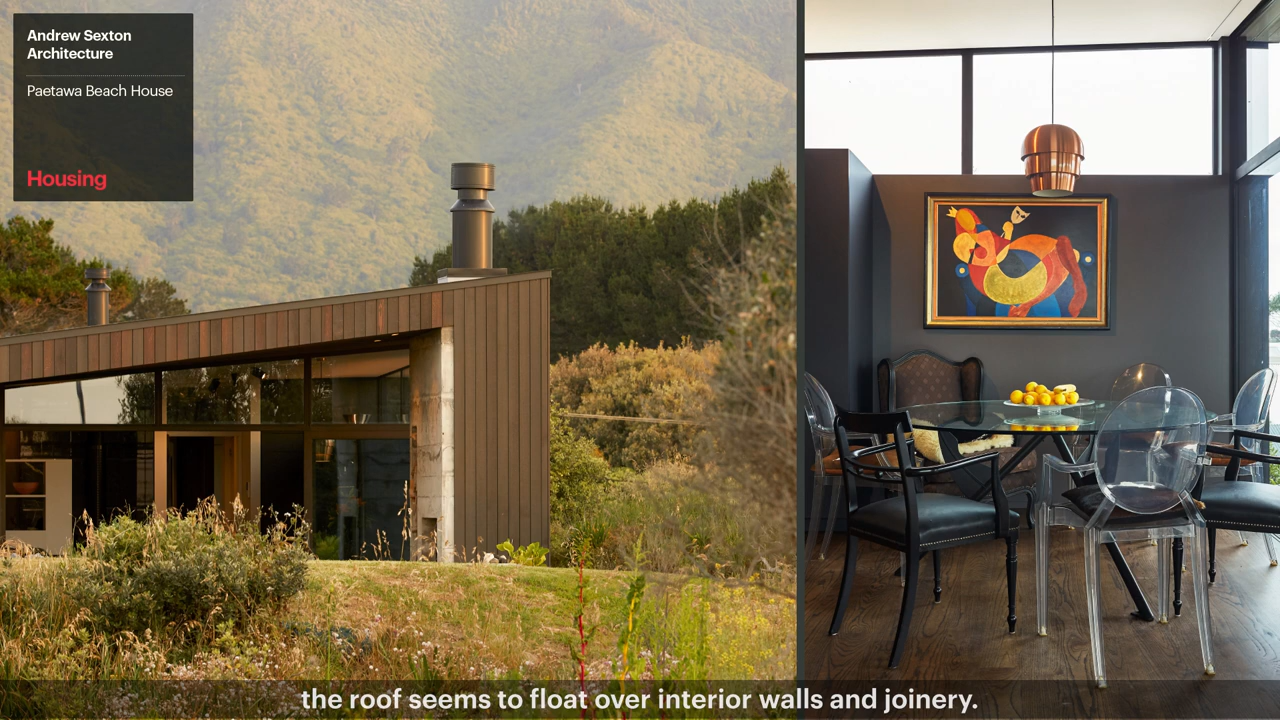 Andrew Sexton
Architecture
Paetawa Beach House
Housing
the roof seems to float over interior walls and joinery.